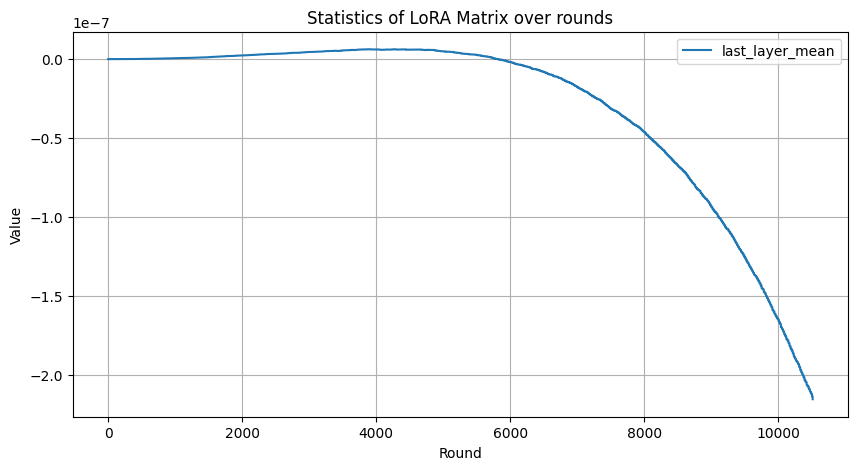 Statistics of LoRA Matrix over rounds
1e−7
last_layer_mean
0.0
−0.5
−1.0
−1.5
−2.0
Value
0 2000 4000 6000 8000 10000
Round